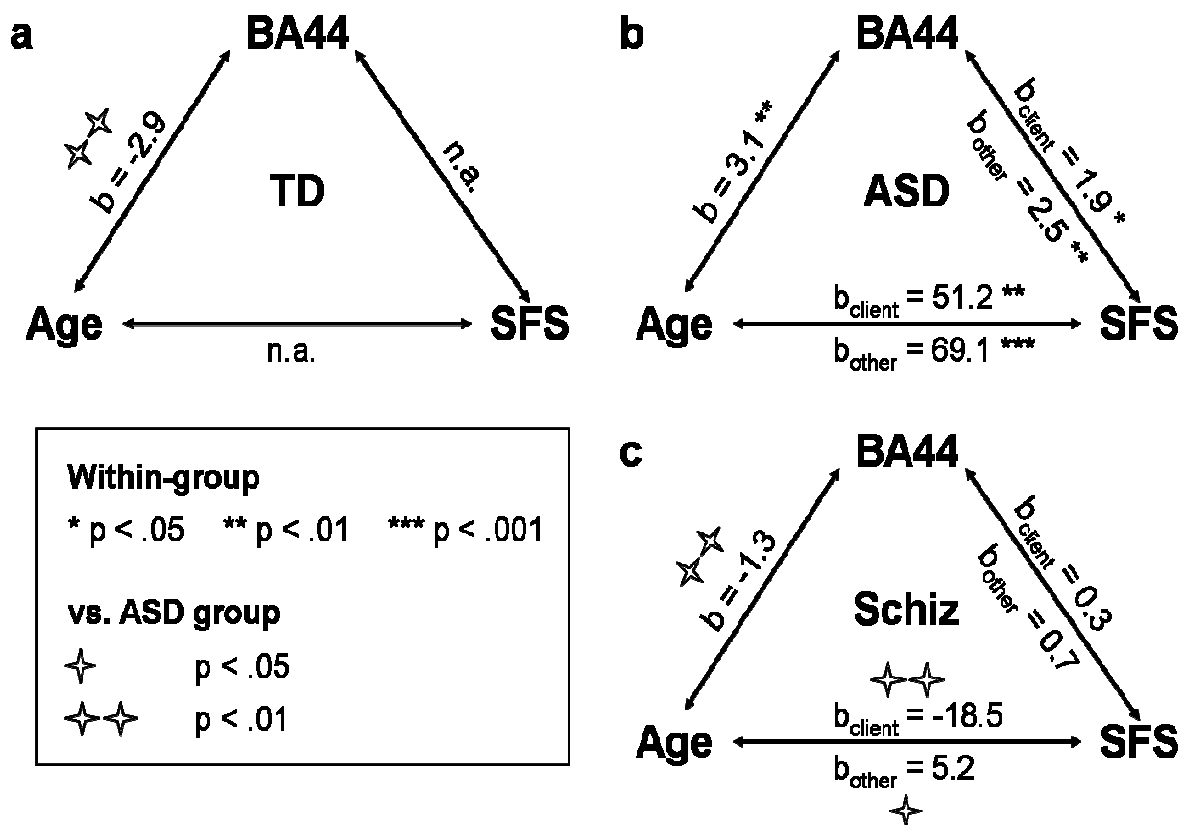 a
BA44
b = -2.9
n.a.
TD
Age
SFS
n.a.
b
BA44
b = 3.1 **
b_client = 1.9 *
b_other = 2.5 **
ASD
b_client = 51.2 **
Age
SFS
b_other = 69.1 ***
Within-group
* p < .05 ** p < .01 *** p < .001
vs. ASD group
p < .05
p < .01
c
BA44
b = -1.3
b_client = 0.3
b_other = 0.7
Schiz
b_client = -18.5
Age
SFS
b_other = 5.2